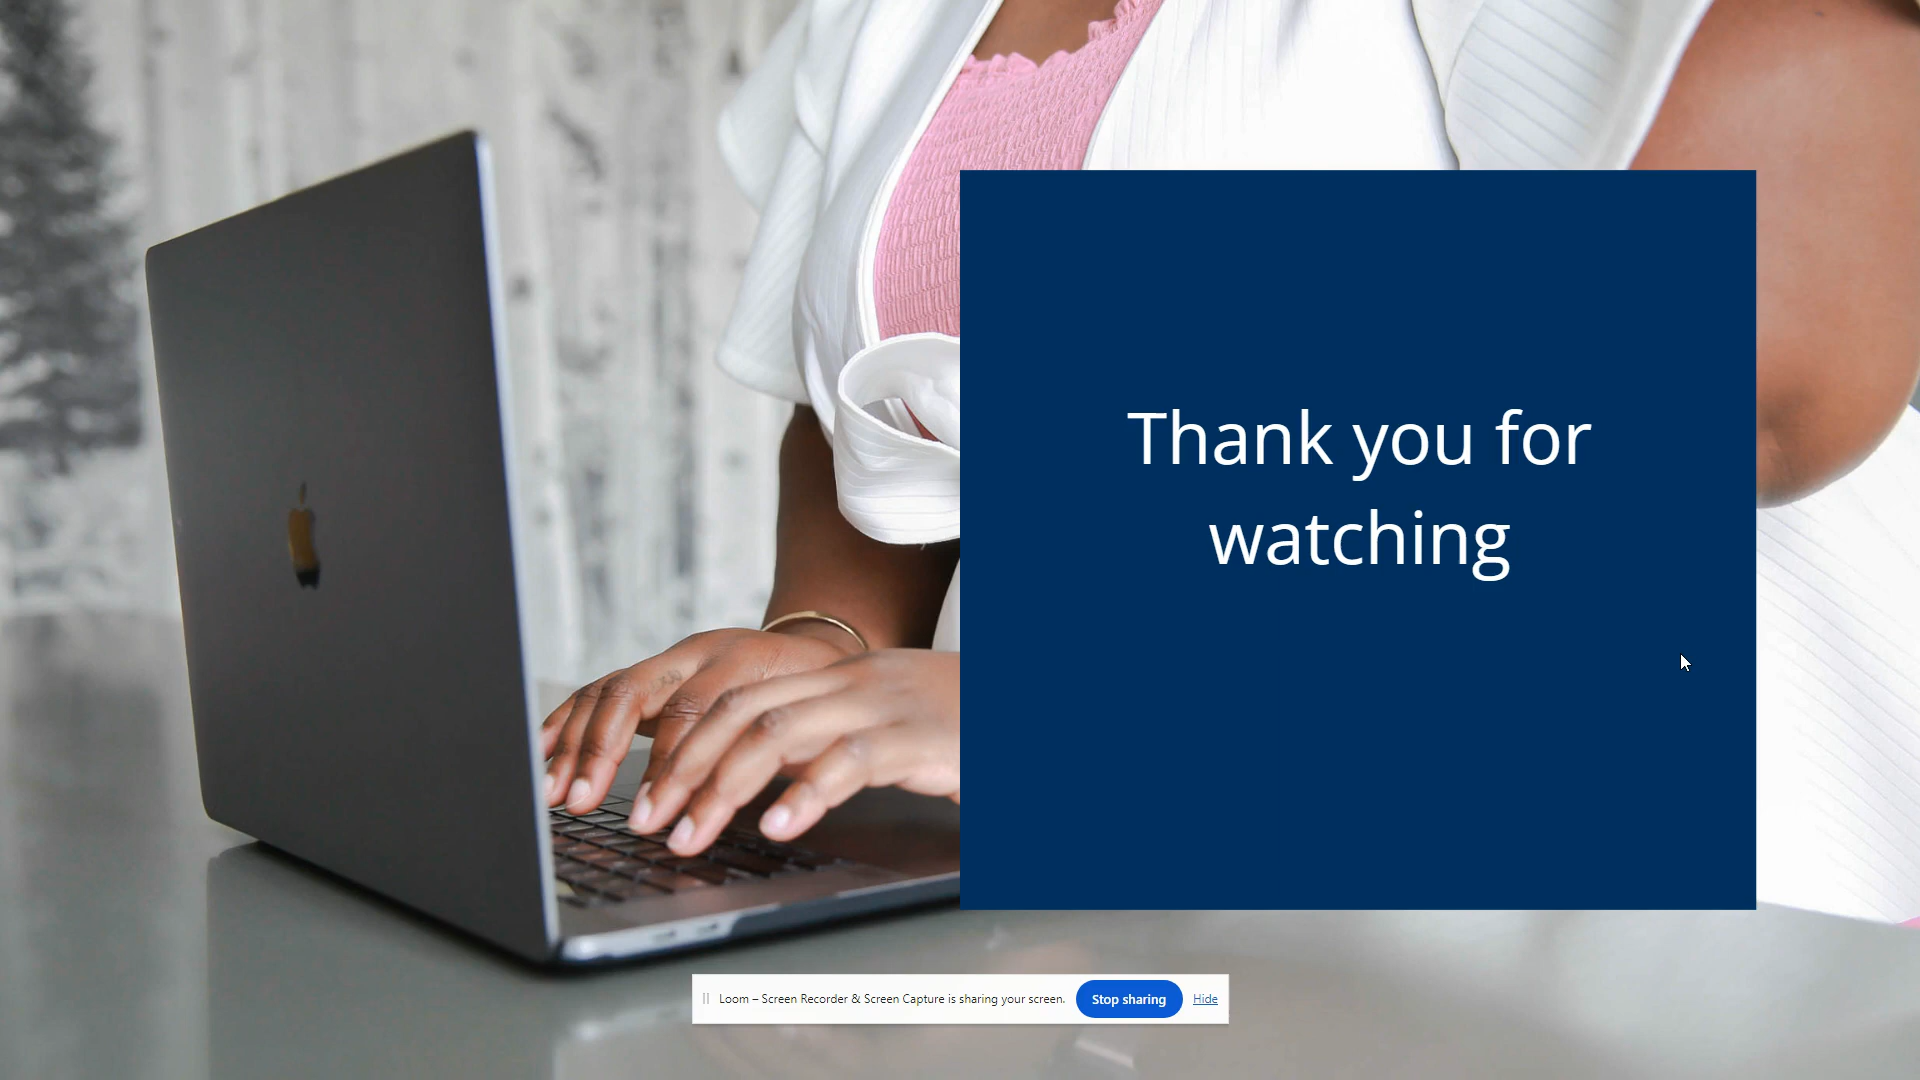 Thank you for
watching
Loom – Screen Recorder & Screen Capture is sharing your screen.
Stop sharing
Hide